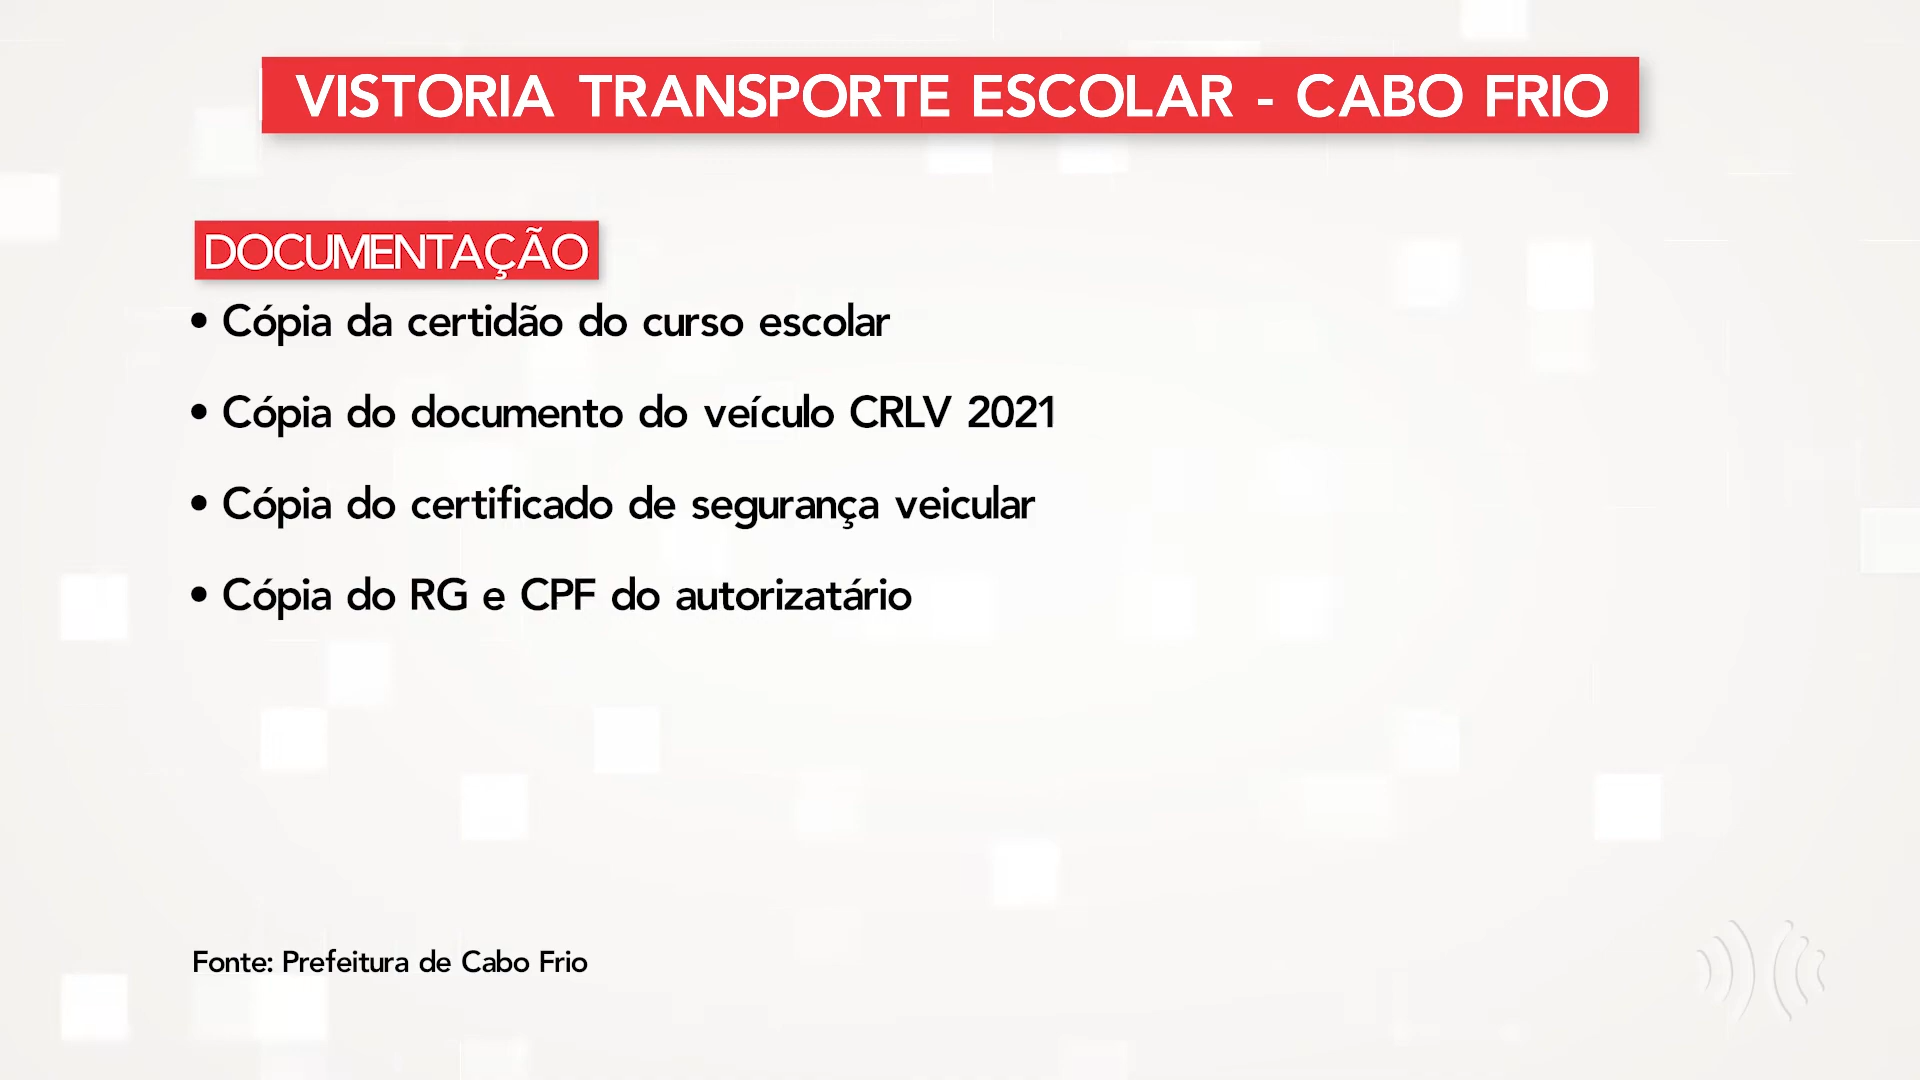 VISTORIA TRANSPORTE ESCOLAR - CABO FRIO
DOCUMENTAÇÃO
• Cópia da certidão do curso escolar
• Cópia do documento do veículo CRLV 2021
• Cópia do certificado de segurança veicular
• Cópia do RG e CPF do autorizatário
Fonte: Prefeitura de Cabo Frio